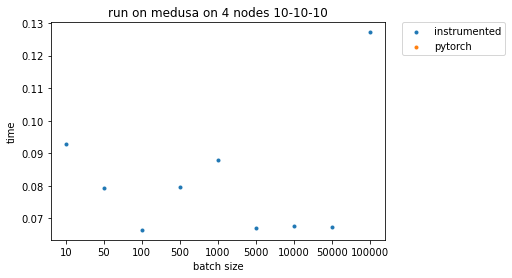 run on medusa on 4 nodes 10-10-10
0.13
0.12
0.11
0.10
0.09
0.08
0.07
time
10 50 100 500 1000 5000 10000 50000 100000
batch size
instrumented
pytorch